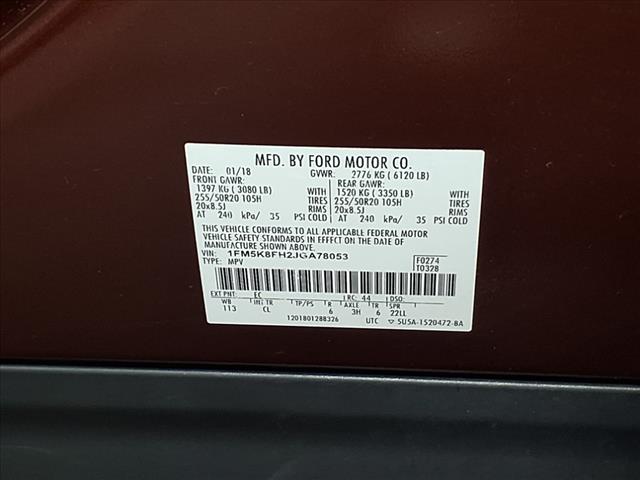 MFD. BY FORD MOTOR CO.
DATE: 01/18 GVWR: 2776 KG ( 6120 LB)
FRONT GAWR: REAR GAWR:
1397 KG ( 3080 LB) WITH 1520 KG ( 3350 LB) WITH
255/50R20 105H TIRES 255/50R20 105H TIRES
20x8.5J RIMS 20x8.5J RIMS
AT 240 kPa/ 35 PSI COLD AT 240 kPa/ 35 PSI COLD
THIS VEHICLE CONFORMS TO ALL APPLICABLE FEDERAL MOTOR
VEHICLE SAFETY STANDARDS IN EFFECT ON THE DATE OF
MANUFACTURE SHOWN ABOVE.
VIN: 1FM5K8FH2JGA78053 F0274
TYPE: MPV T0328
EXT PNT: EC RC: 44 DSO:
WB INT TR TP/PS R AXLE TR SPR
113 CL 6 3H 6 22LL
1201801288326 UTC ▽ 5U5A-1520472-BA